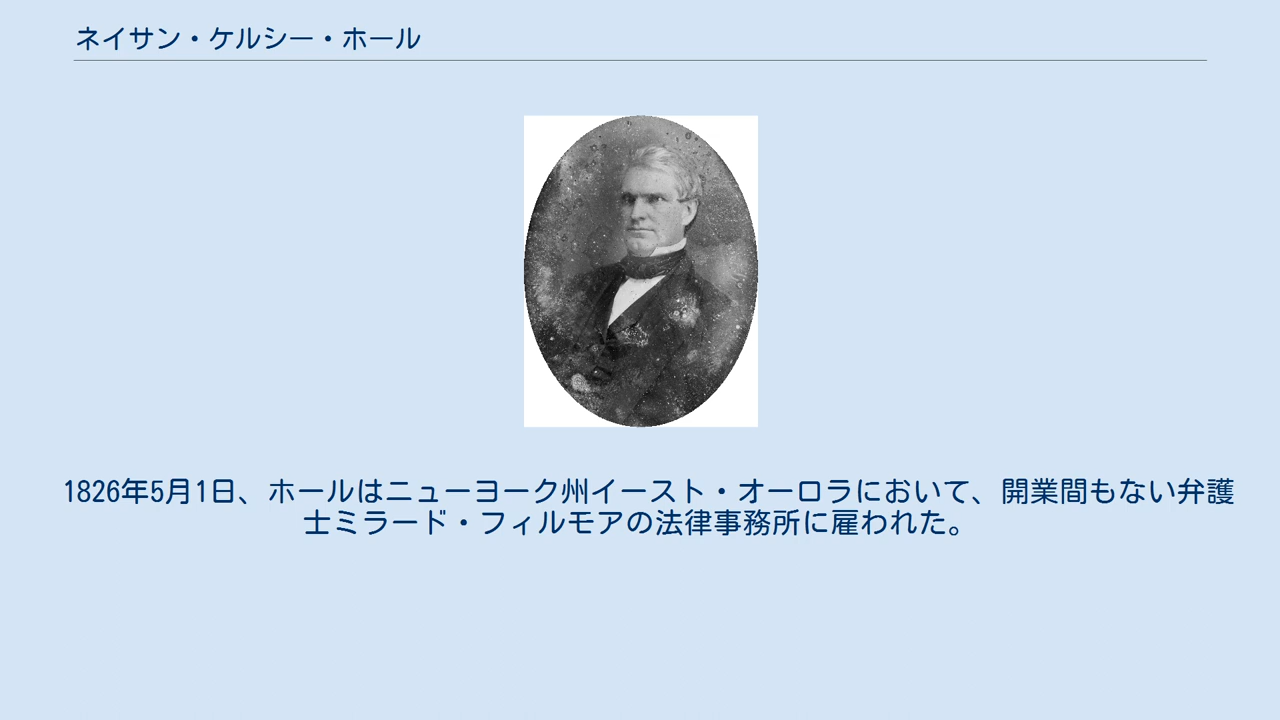 ネイサン・ケルシー・ホール
1826年5月1日、ホールはニューヨーク州イースト・オーロラにおいて、開業間もない弁護
士ミラード・フィルモアの法律事務所に雇われた。